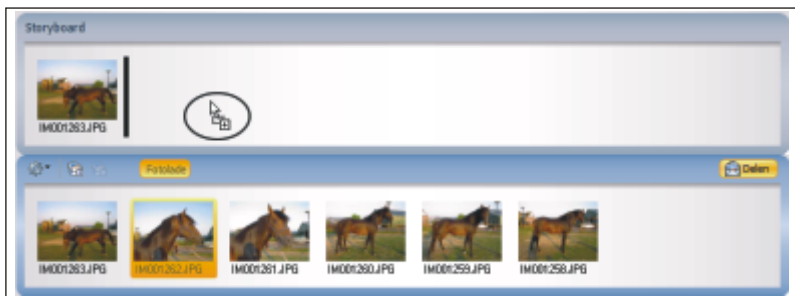 Storyboard
IM001263.JPG
Fotolade
Delen
IM001263.JPG
IM001262.JPG
IM001261.JPG
IM001260.JPG
IM001259.JPG
IM001258.JPG